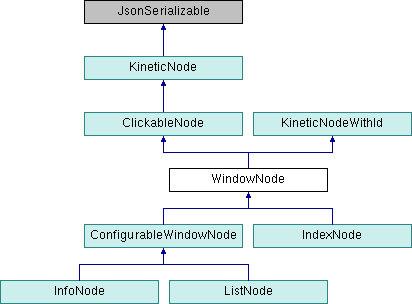 JsonSerializable
KineticNode
ClickableNode
KineticNodeWithId
WindowNode
ConfigurableWindowNode
IndexNode
InfoNode
ListNode